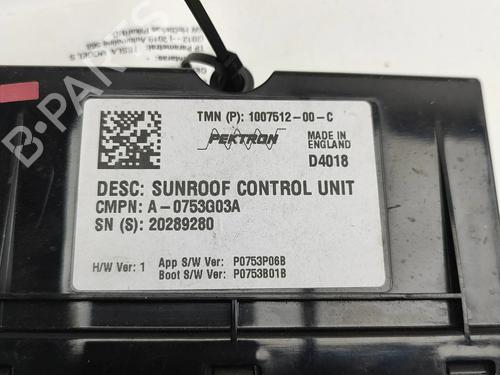 TMN (P): 1007512-00-C
PEKTRON
MADE IN
ENGLAND
D4018
DESC: SUNROOF CONTROL UNIT
CMPN: A-0753G03A
SN (S): 20289280
H/W Ver: 1
App S/W Ver: P0753P06B
Boot S/W Ver: P0753B01B
B-PARTS